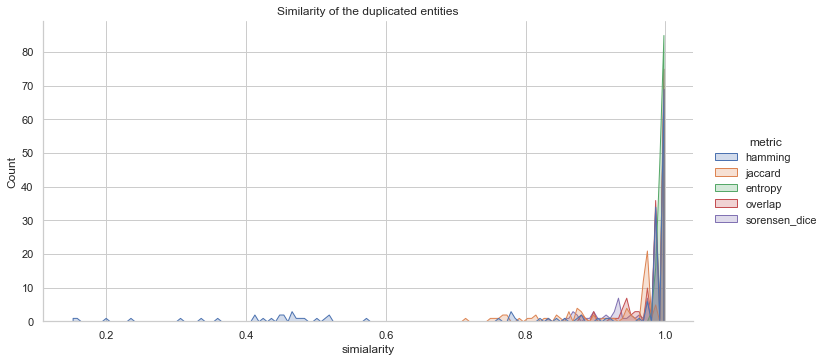 Similarity of the duplicated entities
Count
80
70
60
50
40
30
20
10
0
0.2 0.4 0.6 0.8 1.0
simialarity
metric
hamming
jaccard
entropy
overlap
sorensen_dice